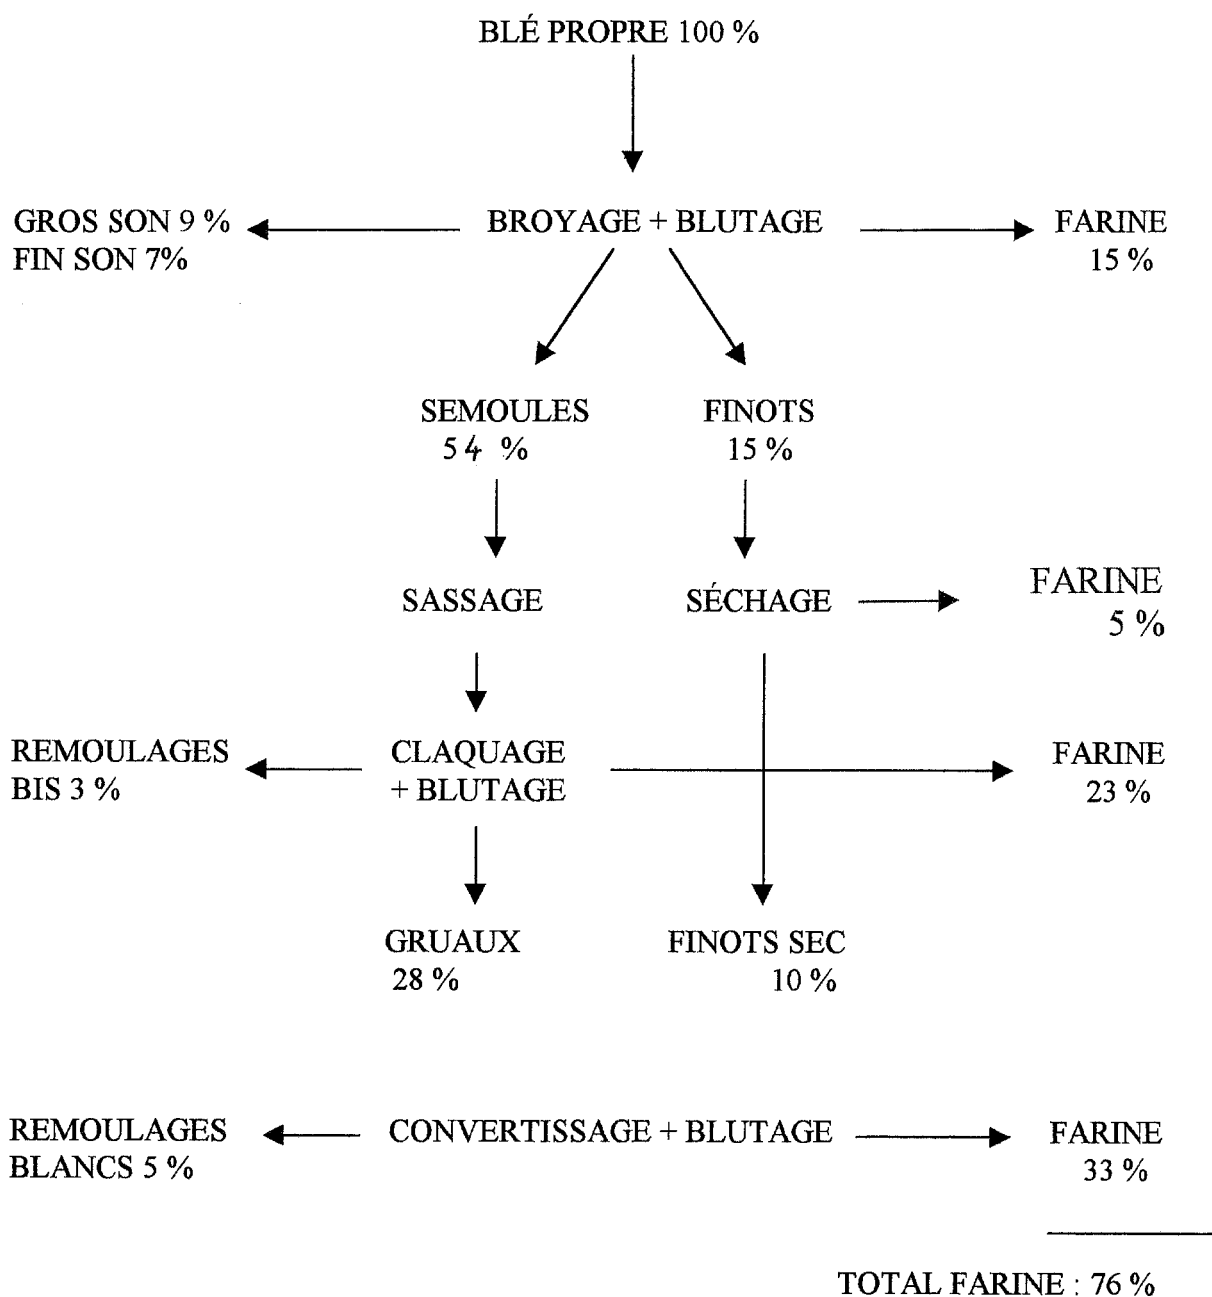 BLÉ PROPRE 100 %
GROS SON 9 %
FIN SON 7%
BROYAGE + BLUTAGE
FARINE
15 %
SEMOULES
54 %
FINOTS
15 %
SASSAGE
SÉCHAGE
FARINE
5 %
REMOULAGES
BIS 3 %
CLAQUAGE
+ BLUTAGE
FARINE
23 %
GRUAUX
28 %
FINOTS SEC
10 %
REMOULAGES
BLANCS 5 %
CONVERTISSAGE + BLUTAGE
FARINE
33 %
TOTAL FARINE : 76 %